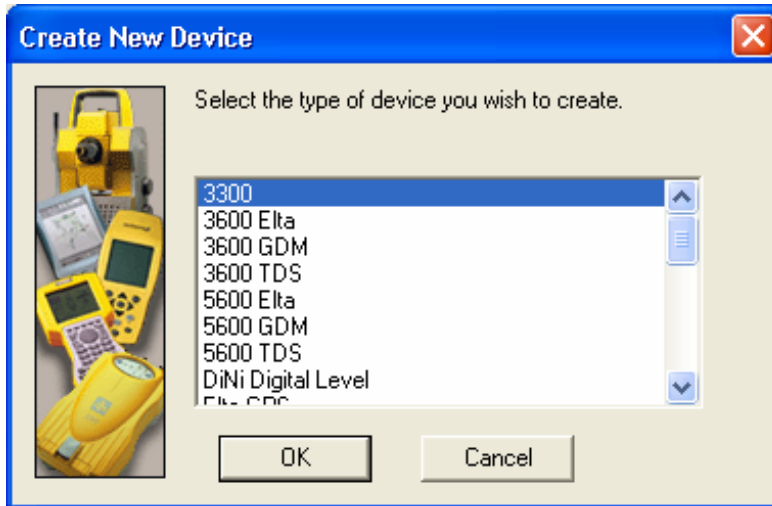 Create New Device
Select the type of device you wish to create.
3300
3600 Elta
3600 GDM
3600 TDS
5600 Elta
5600 GDM
5600 TDS
DiNi Digital Level
OK
Cancel